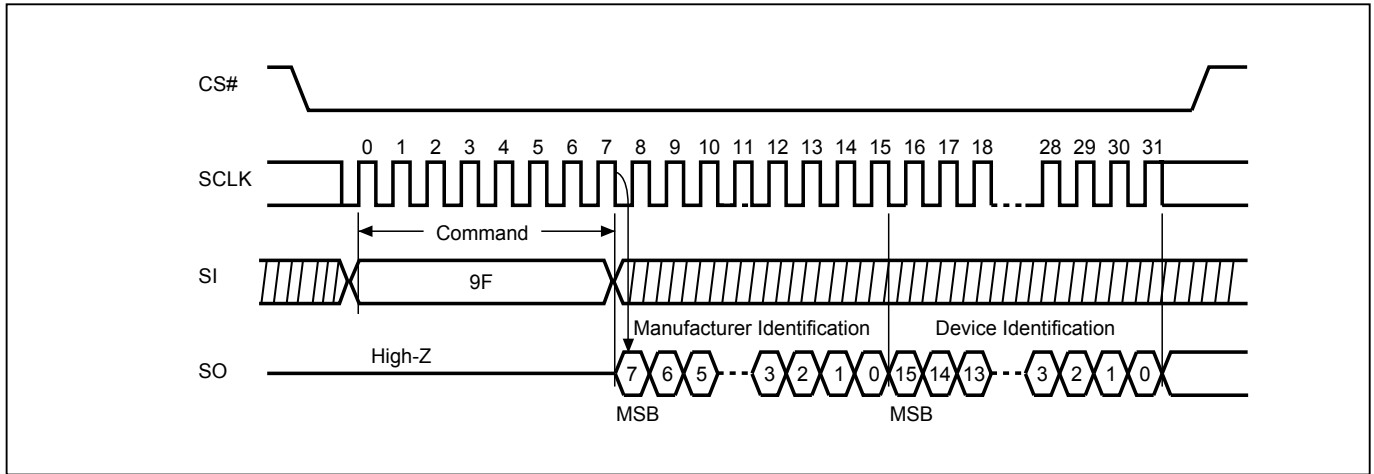 CS#
0 1 2 3 4 5 6 7 8 9 10 11 12 13 14 15 16 17 18 28 29 30 31
SCLK
Command
SI
9F
Manufacturer Identification Device Identification
High-Z
SO
7 6 5 3 2 1 0 15 14 13 3 2 1 0
MSB MSB